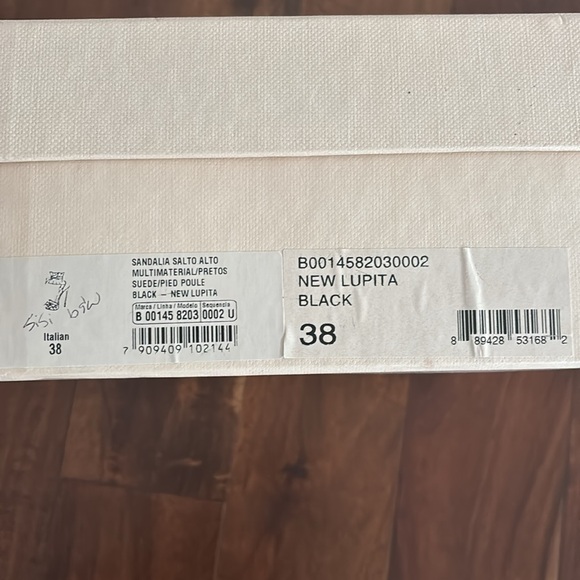 SANDALIA SALTO ALTO
MULTIMATERIAL/PRETOS
SUEDE/PIED POULE
BLACK — NEW LUPITA
Marca / Linha / Modelo Sequencia
B 00145 8203 0002 U
7 909409 102144
Italian
38
B0014582030002
NEW LUPITA
BLACK
38
8 89428 53168 2